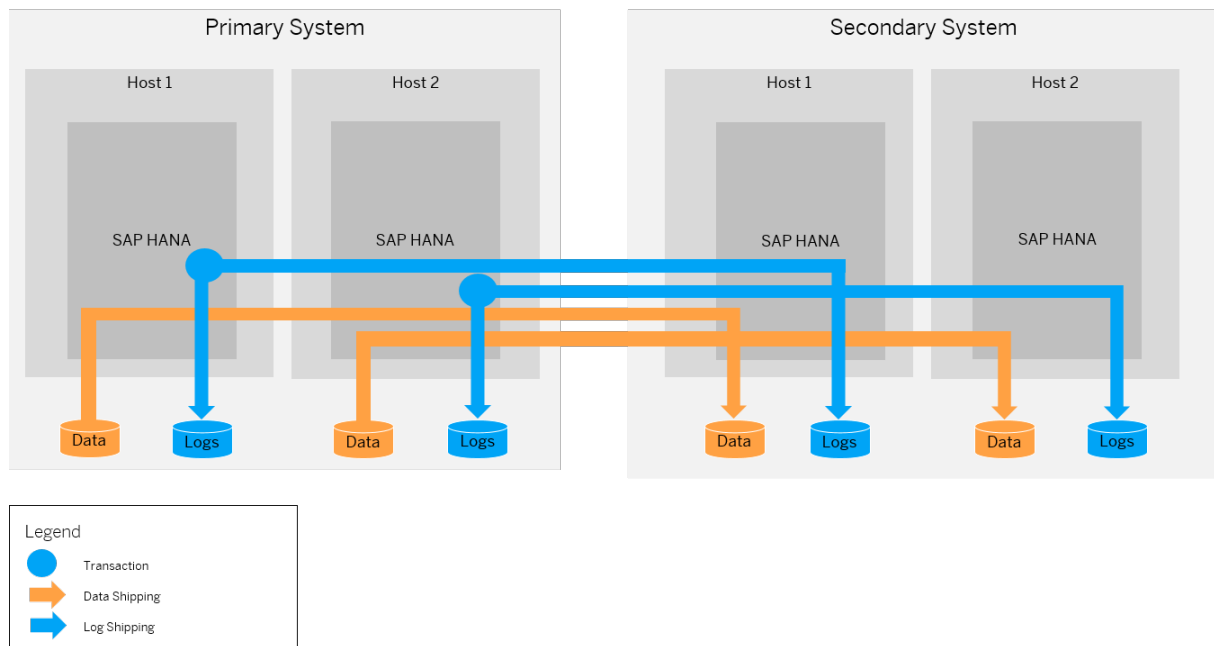 Primary System
Host 1
Host 2
SAP HANA
SAP HANA
Data
Logs
Data
Logs
Secondary System
Host 1
Host 2
SAP HANA
SAP HANA
Data
Logs
Data
Logs
Legend
Transaction
Data Shipping
Log Shipping